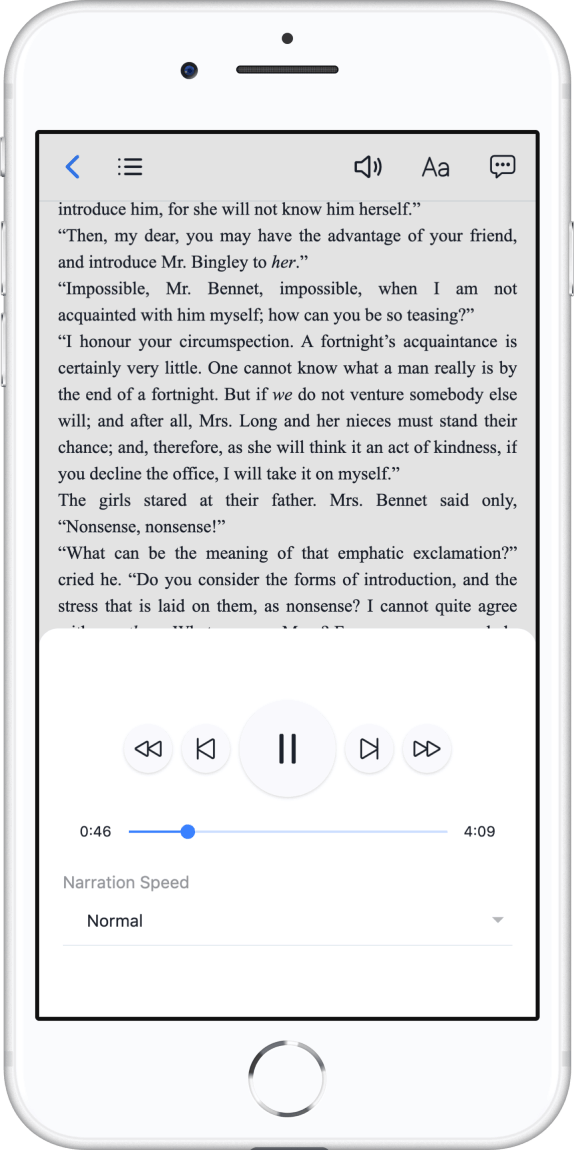 Aa
introduce him, for she will not know him herself.”
“Then, my dear, you may have the advantage of your friend,
and introduce Mr. Bingley to her.”
“Impossible, Mr. Bennet, impossible, when I am not
acquainted with him myself; how can you be so teasing?”
“I honour your circumspection. A fortnight’s acquaintance is
certainly very little. One cannot know what a man really is by
the end of a fortnight. But if we do not venture somebody else
will; and after all, Mrs. Long and her nieces must stand their
chance; and, therefore, as she will think it an act of kindness, if
you decline the office, I will take it on myself.”
The girls stared at their father. Mrs. Bennet said only,
“Nonsense, nonsense!”
“What can be the meaning of that emphatic exclamation?”
cried he. “Do you consider the forms of introduction, and the
stress that is laid on them, as nonsense? I cannot quite agree
0:46 4:09
Narration Speed
Normal